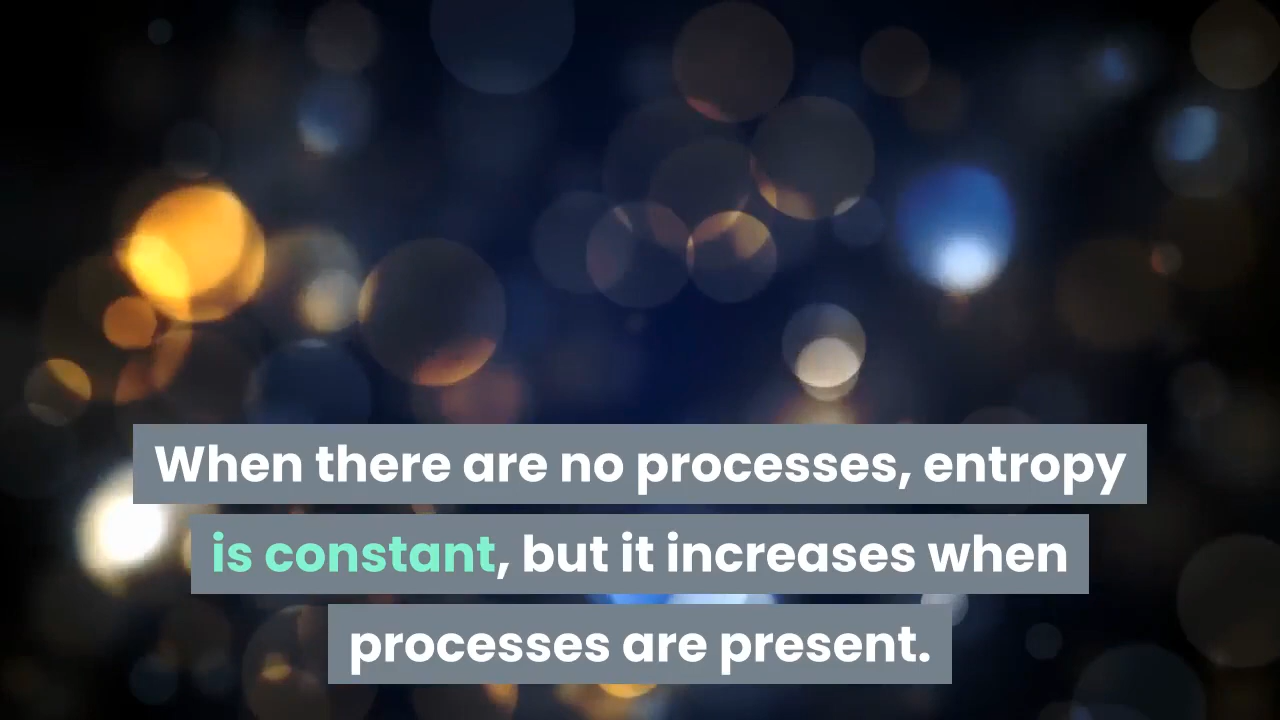 When there are no processes, entropy
is constant, but it increases when
processes are present.